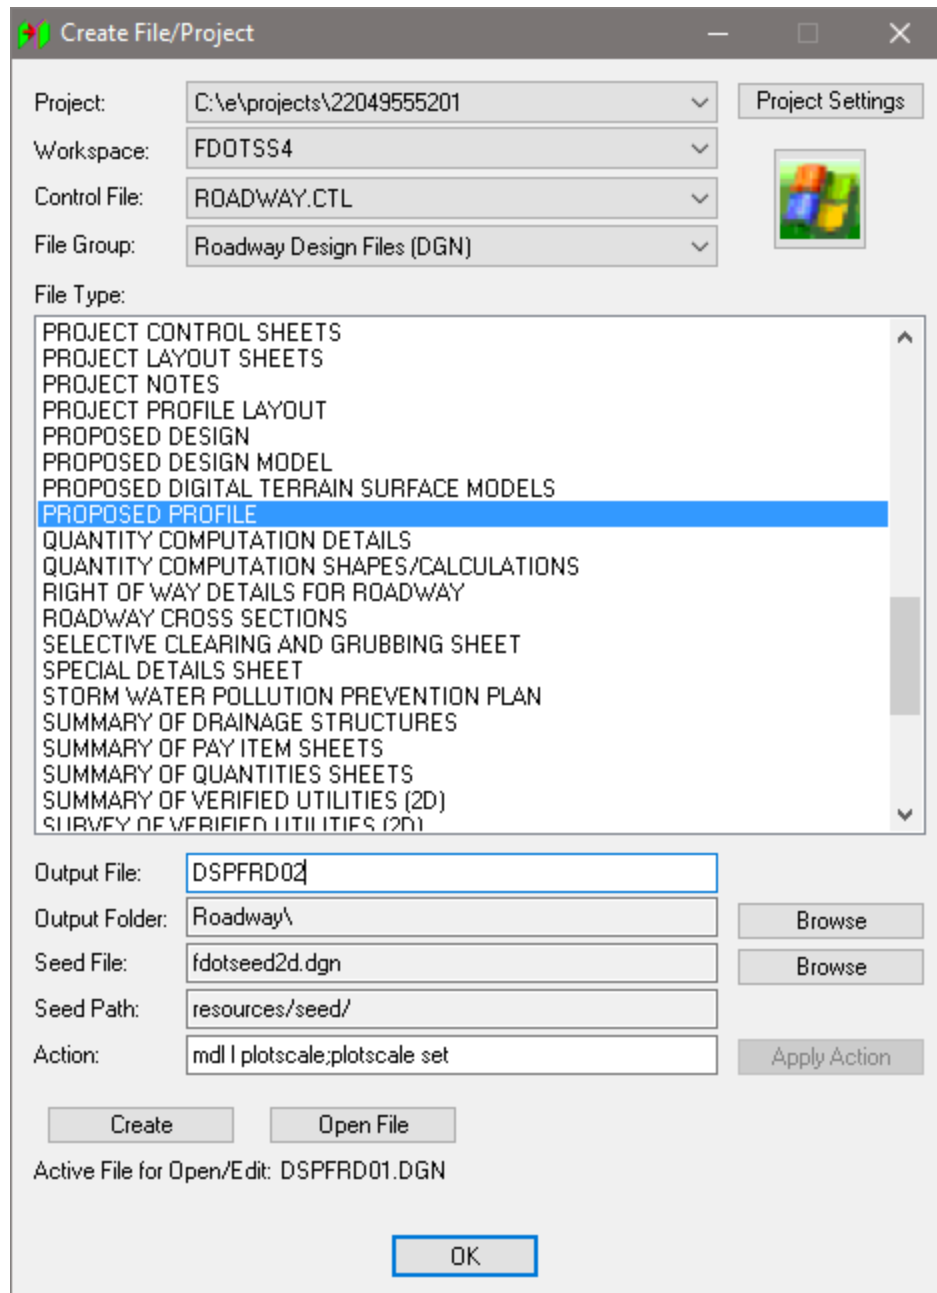 Create File/Project
Project: C:\e\projects\22049555201 Project Settings
Workspace: FDOTSS4
Control File: ROADWAY.CTL
File Group: Roadway Design Files (DGN)
File Type:
PROJECT CONTROL SHEETS
PROJECT LAYOUT SHEETS
PROJECT NOTES
PROJECT PROFILE LAYOUT
PROPOSED DESIGN
PROPOSED DESIGN MODEL
PROPOSED DIGITAL TERRAIN SURFACE MODELS
PROPOSED PROFILE
QUANTITY COMPUTATION DETAILS
QUANTITY COMPUTATION SHAPES/CALCULATIONS
RIGHT OF WAY DETAILS FOR ROADWAY
ROADWAY CROSS SECTIONS
SELECTIVE CLEARING AND GRUBBING SHEET
SPECIAL DETAILS SHEET
STORM WATER POLLUTION PREVENTION PLAN
SUMMARY OF DRAINAGE STRUCTURES
SUMMARY OF PAY ITEM SHEETS
SUMMARY OF QUANTITIES SHEETS
SUMMARY OF VERIFIED UTILITIES (2D)
SURVEY OF VERIFIED UTILITIES (2D)
Output File: DSPFRD02
Output Folder: Roadway\ Browse
Seed File: fdotseed2d.dgn Browse
Seed Path: resources/seed/
Action: mdl l plotscale;plotscale set Apply Action
Create Open File
Active File for Open/Edit: DSPFRD01.DGN
OK